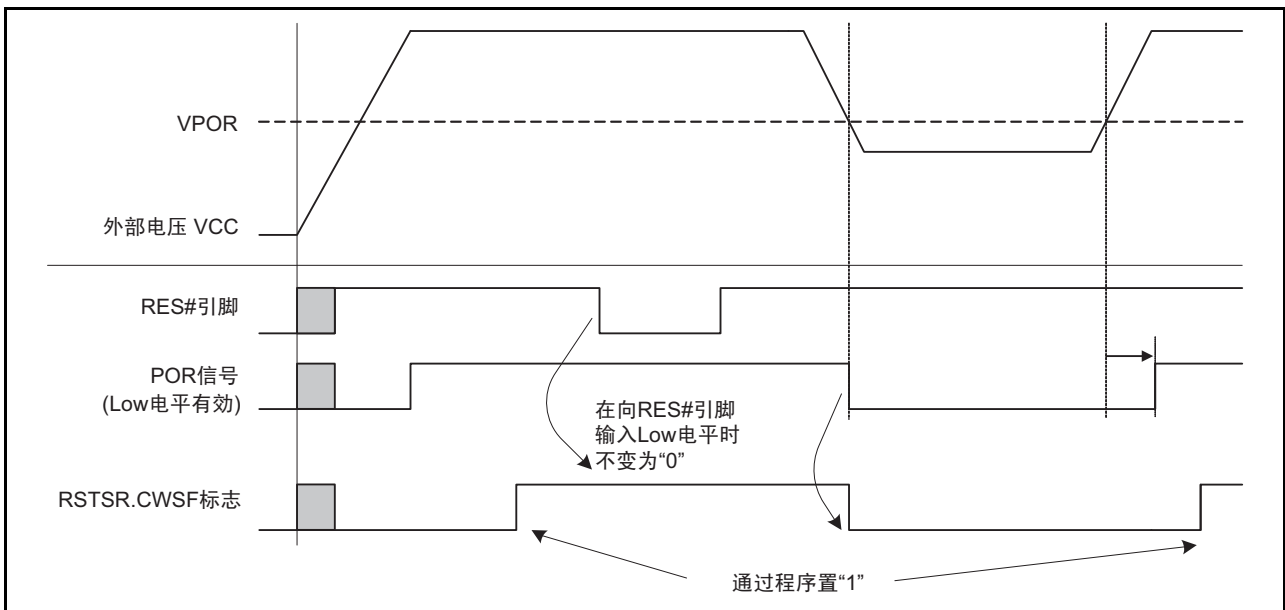 VPOR
外部电压 VCC
RES#引脚
POR信号
(Low电平有効)
在向RES#引脚
输入Low电平时
不变为“0”
RSTSR.CWSF标志
通过程序置“1”